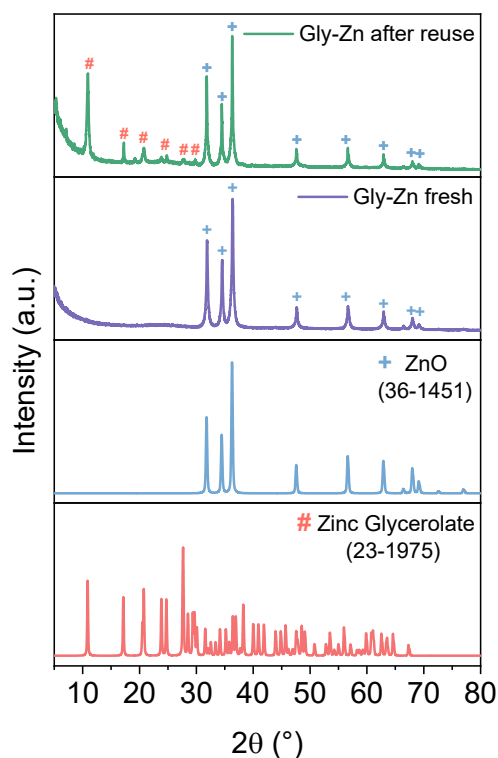 Gly-Zn after reuse
# # # # # # + + + + + + + +
Gly-Zn fresh
+ + + + + + + +
+ ZnO
(36-1451)
# Zinc Glycerolate
(23-1975)
Intensity (a.u.)
10 20 30 40 50 60 70 80
2θ (°)